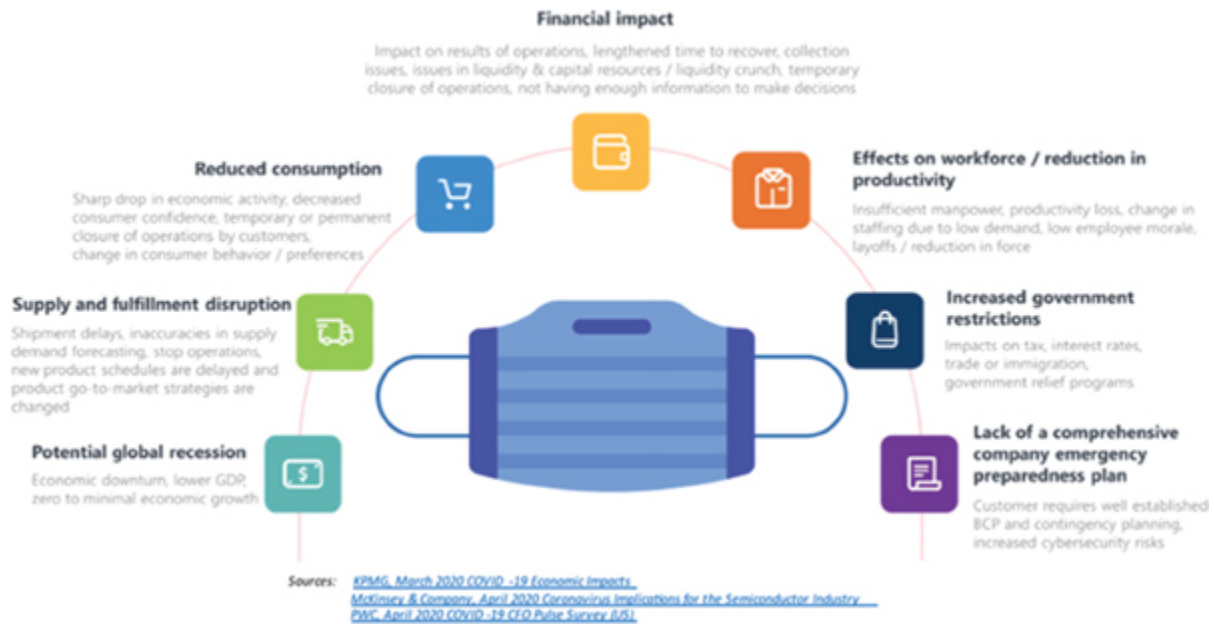 Financial impact
Impact on results of operations, lengthened time to recover, collection
issues, issues in liquidity & capital resources / liquidity crunch, temporary
closure of operations, not having enough information to make decisions
Reduced consumption
Sharp drop in economic activity, decreased
consumer confidence, temporary or permanent
closure of operations by customers,
change in consumer behavior / preferences
Effects on workforce / reduction in
productivity
Insufficient manpower, productivity loss, change in
staffing due to low demand, low employee morale,
layoffs / reduction in force
Supply and fulfillment disruption
Shipment delays, inaccuracies in supply
demand forecasting, stop operations,
new product schedules are delayed and
product go-to-market strategies are
changed
Increased government
restrictions
Impacts on tax, interest rates,
trade or immigration,
government relief programs
Potential global recession
Economic downturn, lower GDP,
zero to minimal economic growth
$
Lack of a comprehensive
company emergency
preparedness plan
Customer requires well established
BCP and contingency planning,
increased cybersecurity risks
Sources: KPMG, March 2020 COVID -19 Economic Impacts
McKinsey & Company, April 2020 Coronavirus Implications for the Semiconductor Industry
PWC, April 2020 COVID -19 CFO Pulse Survey (US)